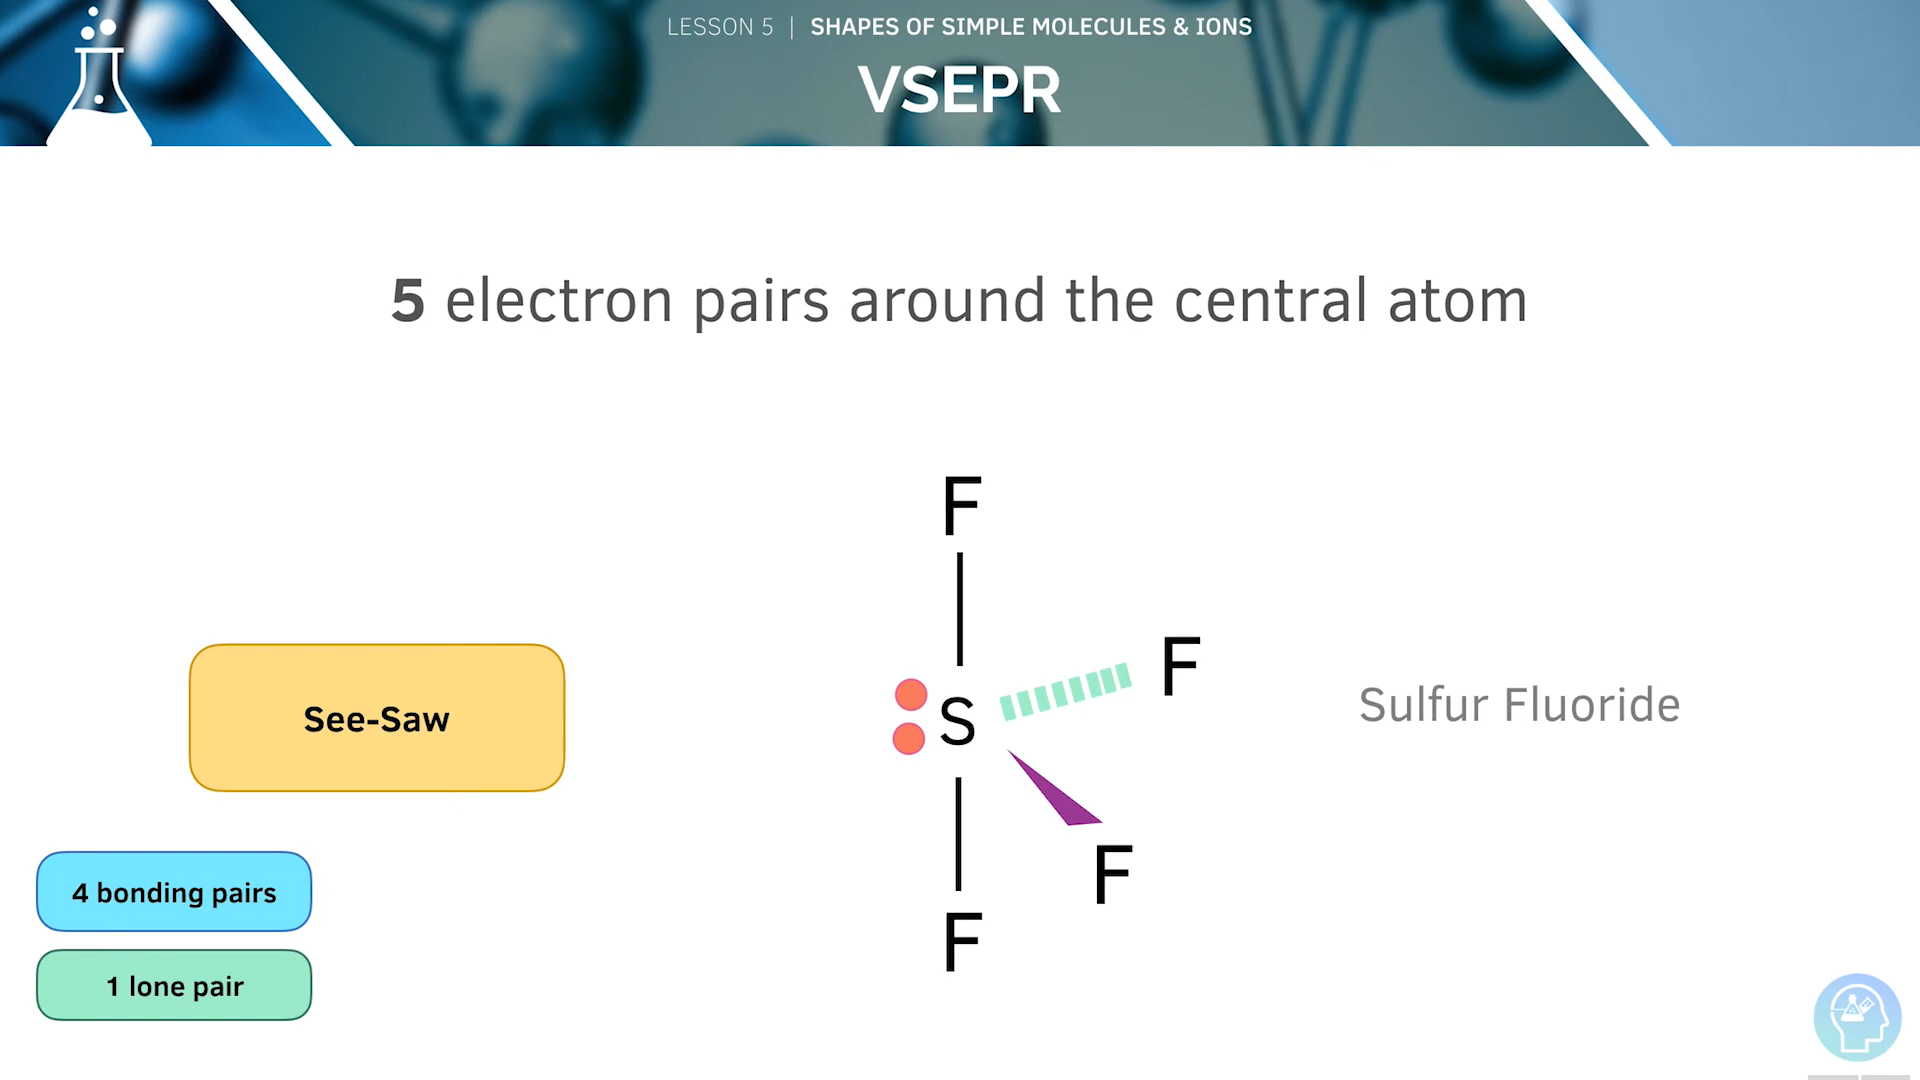 LESSON 5 | SHAPES OF SIMPLE MOLECULES & IONS
VSEPR
5 electron pairs around the central atom
F
F
S
F
F
See-Saw
Sulfur Fluoride
4 bonding pairs
1 lone pair